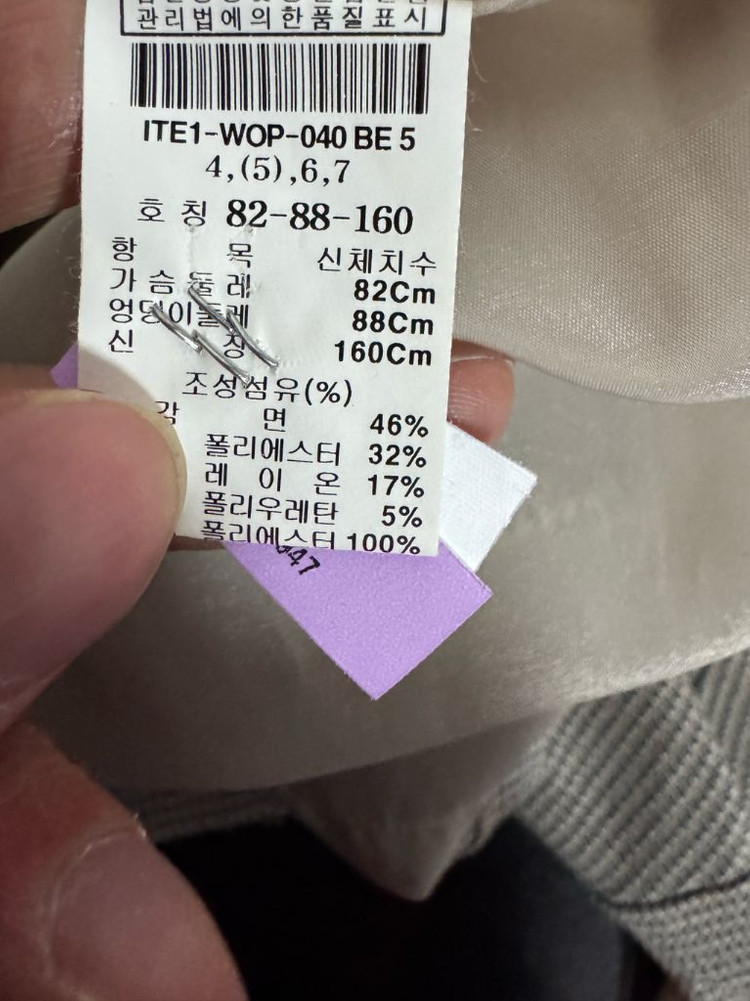 관리법에의한품질표시
ITE1-WOP-040 BE 5
4,(5),6,7
호 칭 82-88-160
항 목 신체치수
가슴둘레 82Cm
엉덩이둘레 88Cm
신 장 160Cm
조성섬유(%)
면 46%
폴리에스터 32%
레 이 온 17%
폴리우레탄 5%
폴리에스터 100%
47